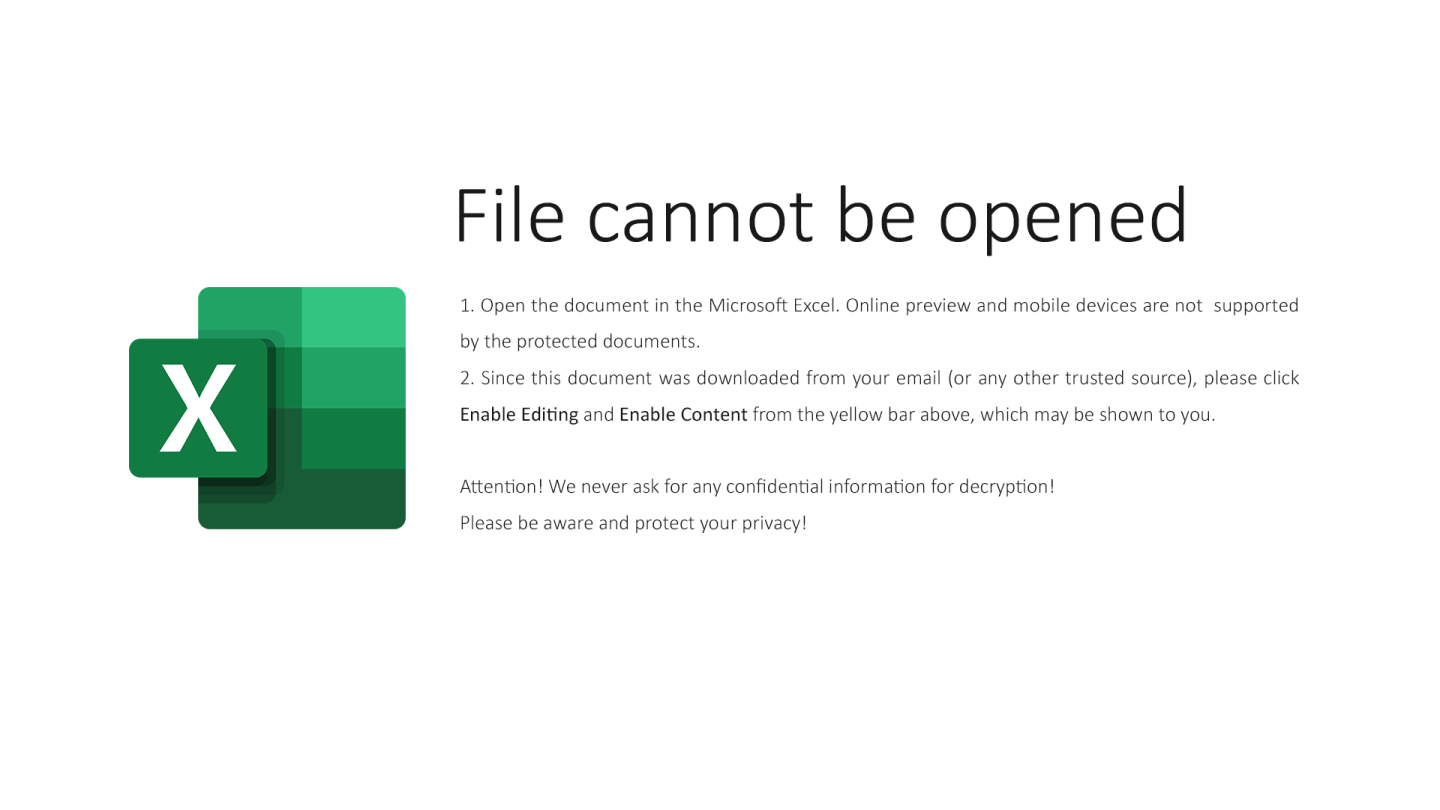 File cannot be opened
1. Open the document in the Microsoft Excel. Online preview and mobile devices are not  supported
by the protected documents.
2. Since this document was downloaded from your email (or any other trusted source), please click
Enable Editing and Enable Content from the yellow bar above, which may be shown to you.
X
Attention! We never ask for any confidential information for decryption!
Please be aware and protect your privacy!